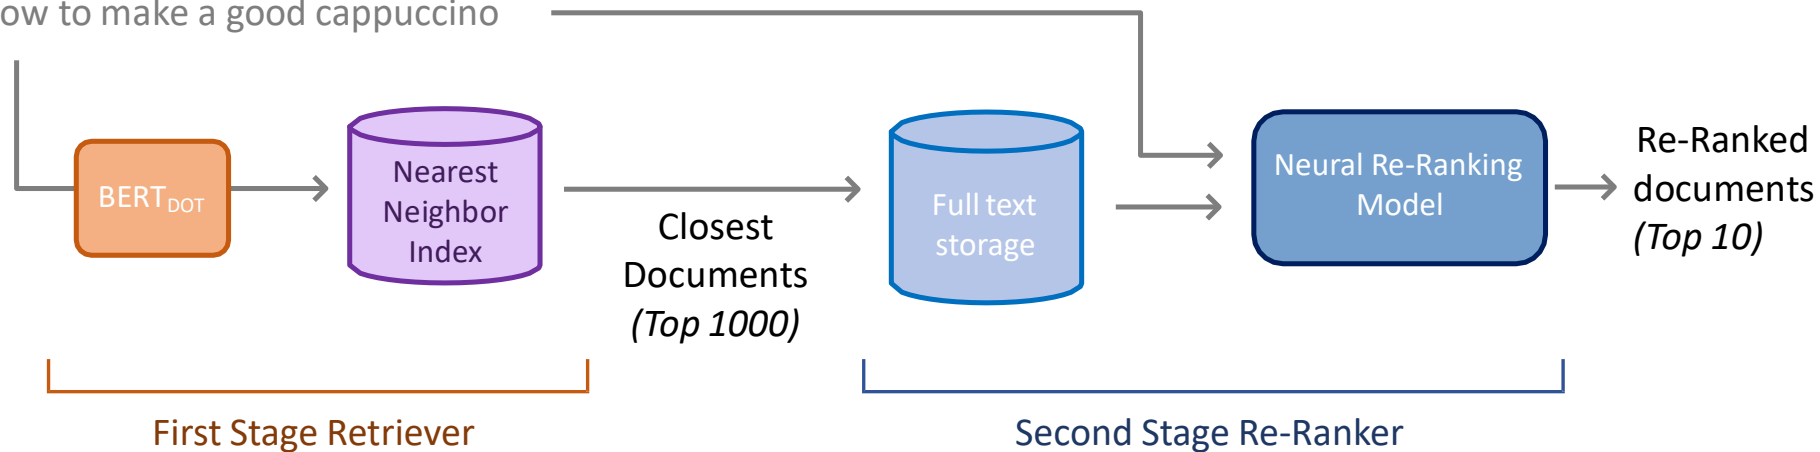 ow to make a good cappuccino
BERT_DOT
Nearest
Neighbor
Index
Closest
Documents
(Top 1000)
Full text
storage
Neural Re-Ranking
Model
Re-Ranked
documents
(Top 10)
First Stage Retriever
Second Stage Re-Ranker